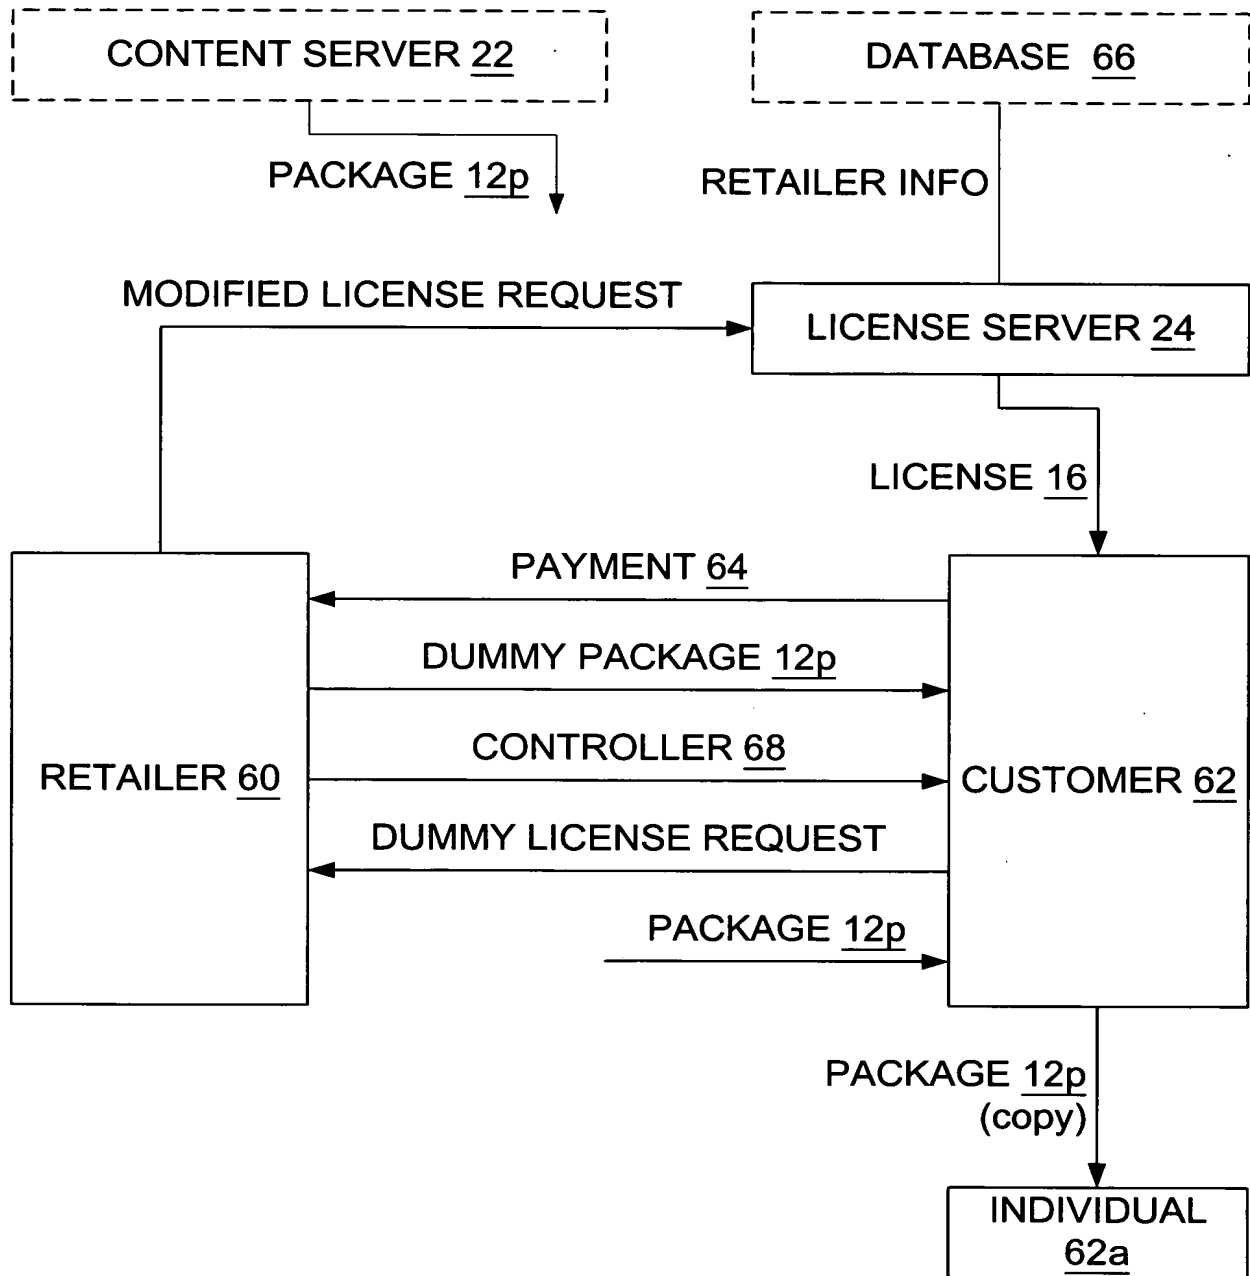 CONTENT SERVER 22
DATABASE 66
PACKAGE 12p
RETAILER INFO
MODIFIED LICENSE REQUEST
LICENSE SERVER 24
LICENSE 16
PAYMENT 64
DUMMY PACKAGE 12p
CONTROLLER 68
RETAILER 60
CUSTOMER 62
DUMMY LICENSE REQUEST
PACKAGE 12p
PACKAGE 12p
(copy)
INDIVIDUAL
62a